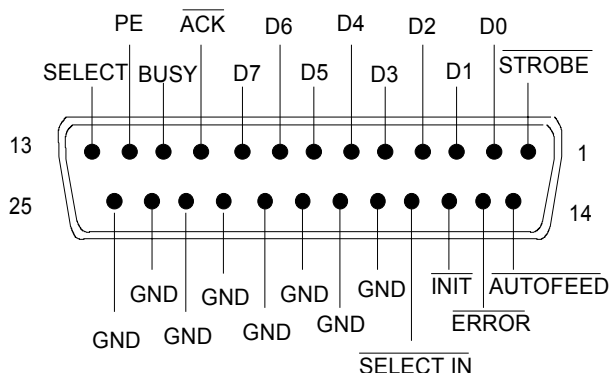 PE ACK D6 D4 D2 D0
SELECT BUSY D7 D5 D3 D1 STROBE
13 1
25 14
GND GND GND GND INIT AUTOFEED
GND GND GND GND ERROR
SELECT IN